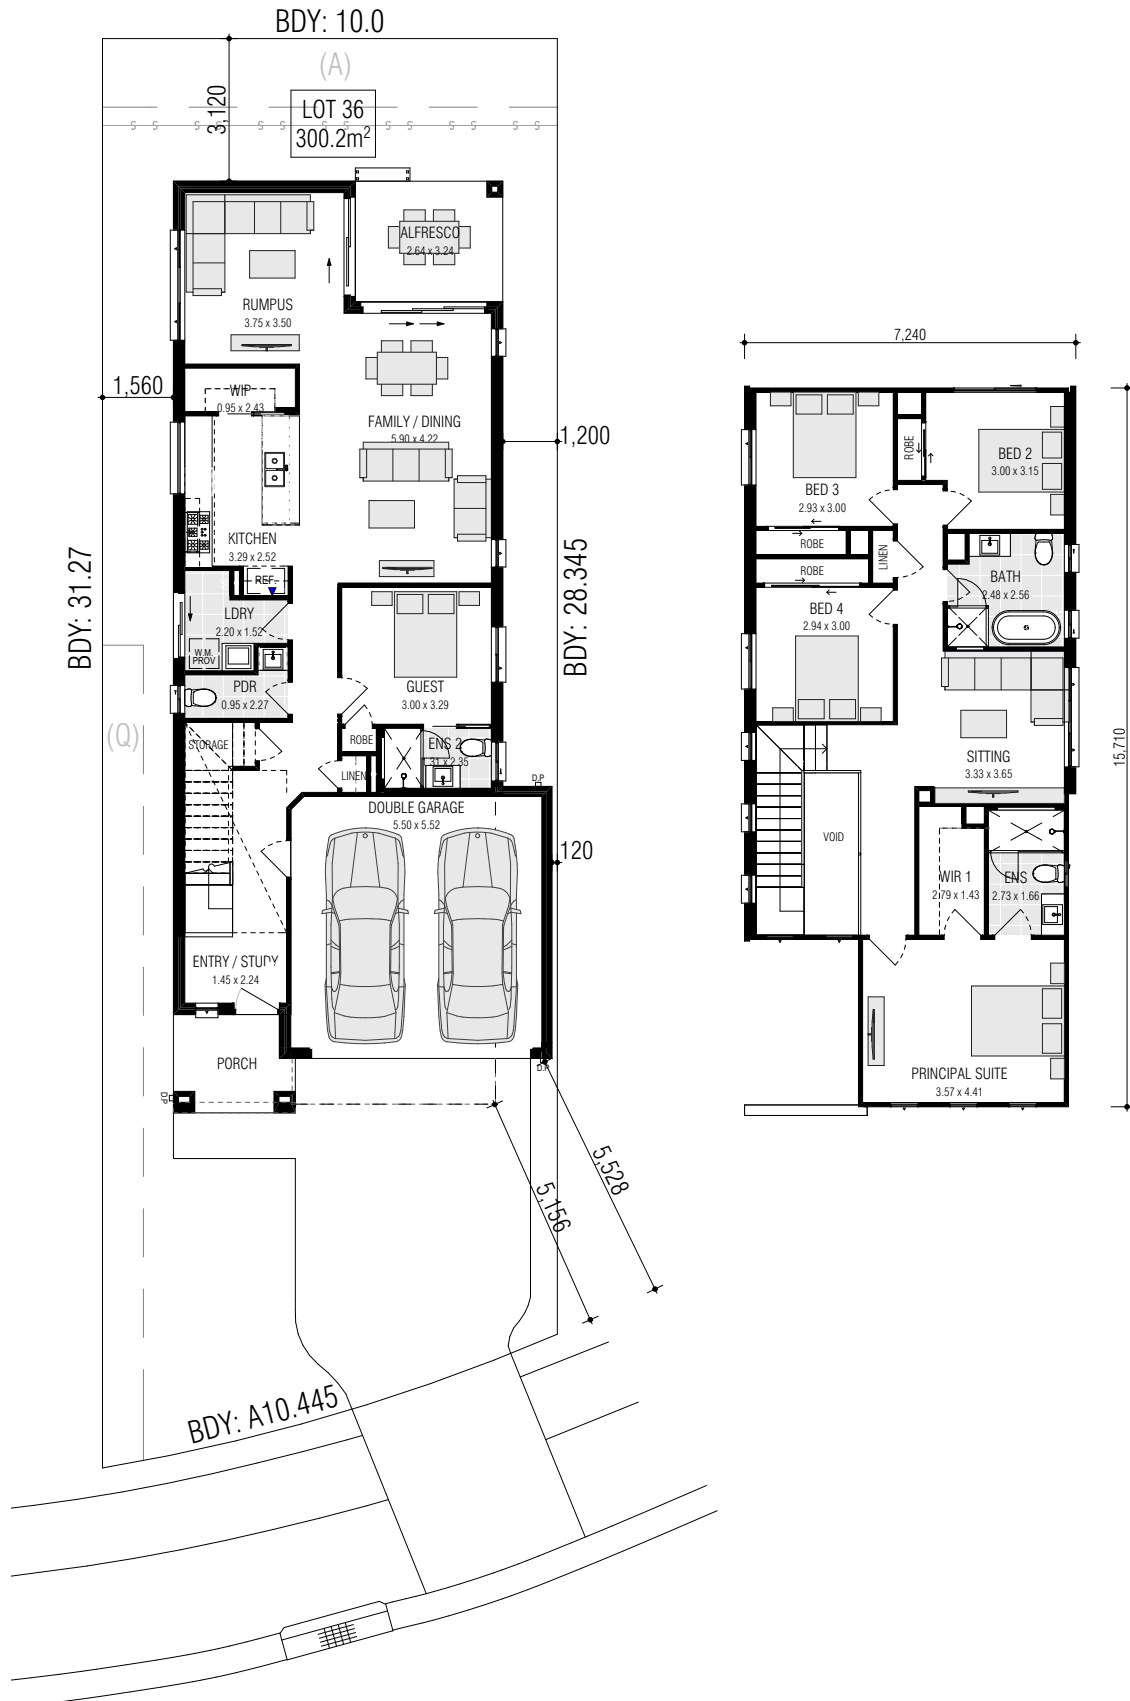 BDY: 10.0
(A)
3,120
LOT 36
300.2m²
S S S S S S S S S S S S
ALFRESCO
2.64 x 3.24
RUMPUS
3.75 x 3.50
1,560
WIP
0.95 x 2.43
FAMILY / DINING
5.90 x 4.22
1,200
KITCHEN
3.29 x 2.52
REF.
BDY: 31.27
BDY: 28.345
LDRY
2.20 x 1.52
W.M.
PROV
GUEST
3.00 x 3.29
PDR
0.95 x 2.27
(Q)
STORAGE
ROBE
ENS 2
LINEN
D.P
DOUBLE GARAGE
5.50 x 5.52
120
ENTRY / STUDY
1.45 x 2.24
PORCH
D.P
D.P
5,528
5,156
BDY: A10.445
7,240
15,710
ROBE
BED 2
3.00 x 3.15
BED 3
2.93 x 3.00
ROBE
LINEN
ROBE
BATH
2.48 x 2.56
BED 4
2.94 x 3.00
SITTING
3.33 x 3.65
VOID
WIR 1
2.79 x 1.43
ENS
2.73 x 1.66
PRINCIPAL SUITE
3.57 x 4.41